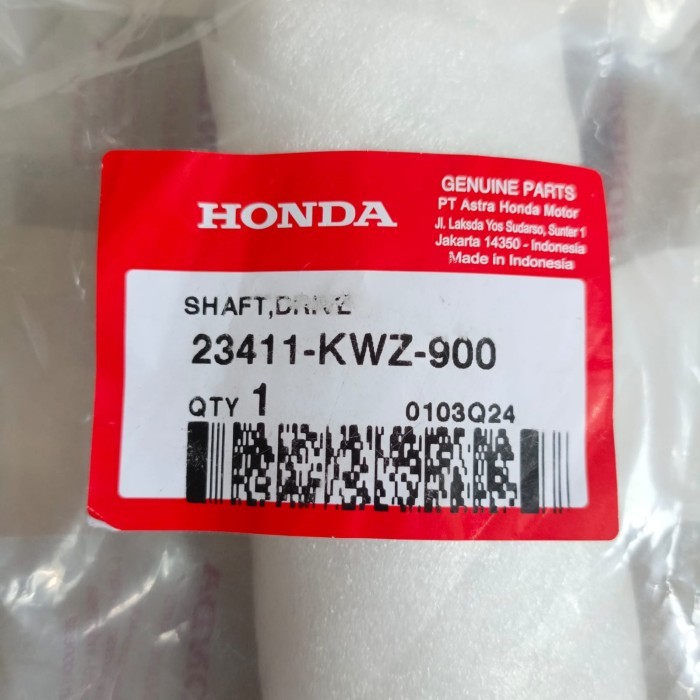 HONDA
GENUINE PARTS
PT Astra Honda Motor
Jl. Laksda Yos Sudarso, Sunter 1
Jakarta 14350 - Indonesia
Made in Indonesia
SHAFT,DRIVE
23411-KWZ-900
QTY 1
0103Q24